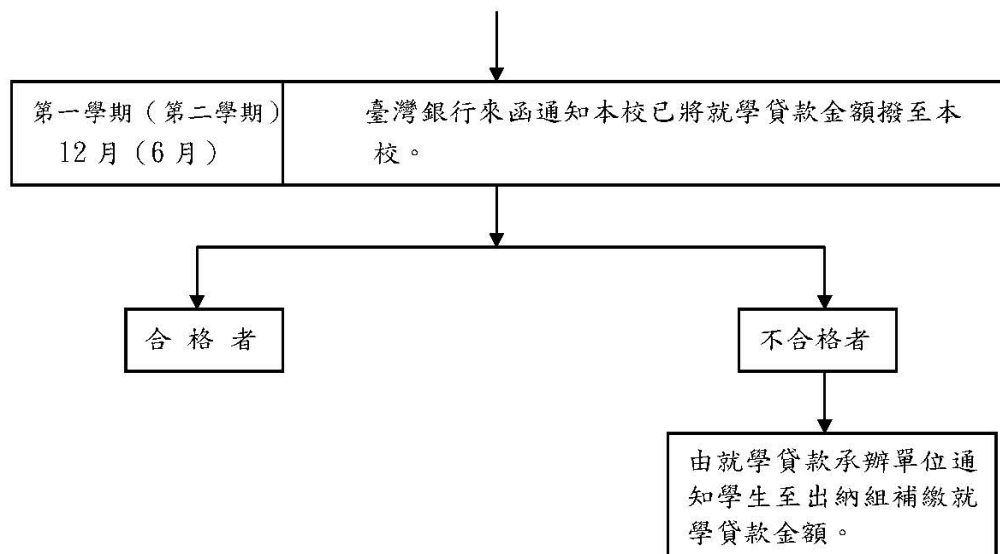 第一學期（第二學期）
12 月（6 月）
臺灣銀行來函通知本校已將就學貸款金額撥至本
校。
合 格 者
不合格者
由就學貸款承辦單位通
知學生至出納組補繳就
學貸款金額。